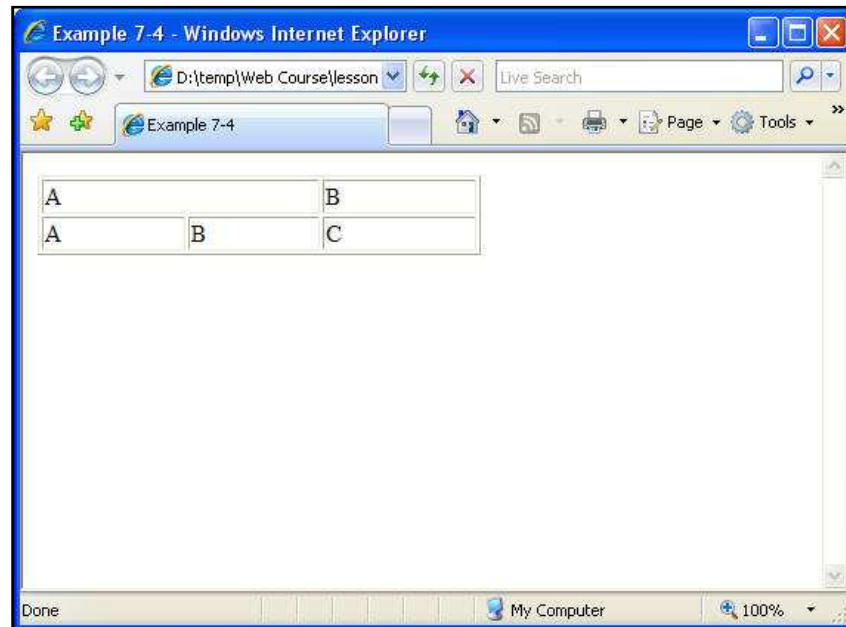 Example 7-4 - Windows Internet Explorer
D:\temp\Web Course\lesson
Live Search
Example 7-4
Page
Tools
»
A B
A B C
Done
My Computer
100%